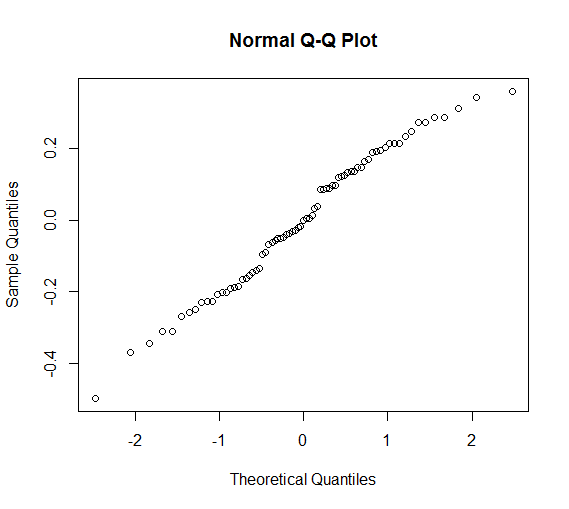 Normal Q-Q Plot
Sample Quantiles
0.2
0.0
-0.2
-0.4
-2 -1 0 1 2
Theoretical Quantiles